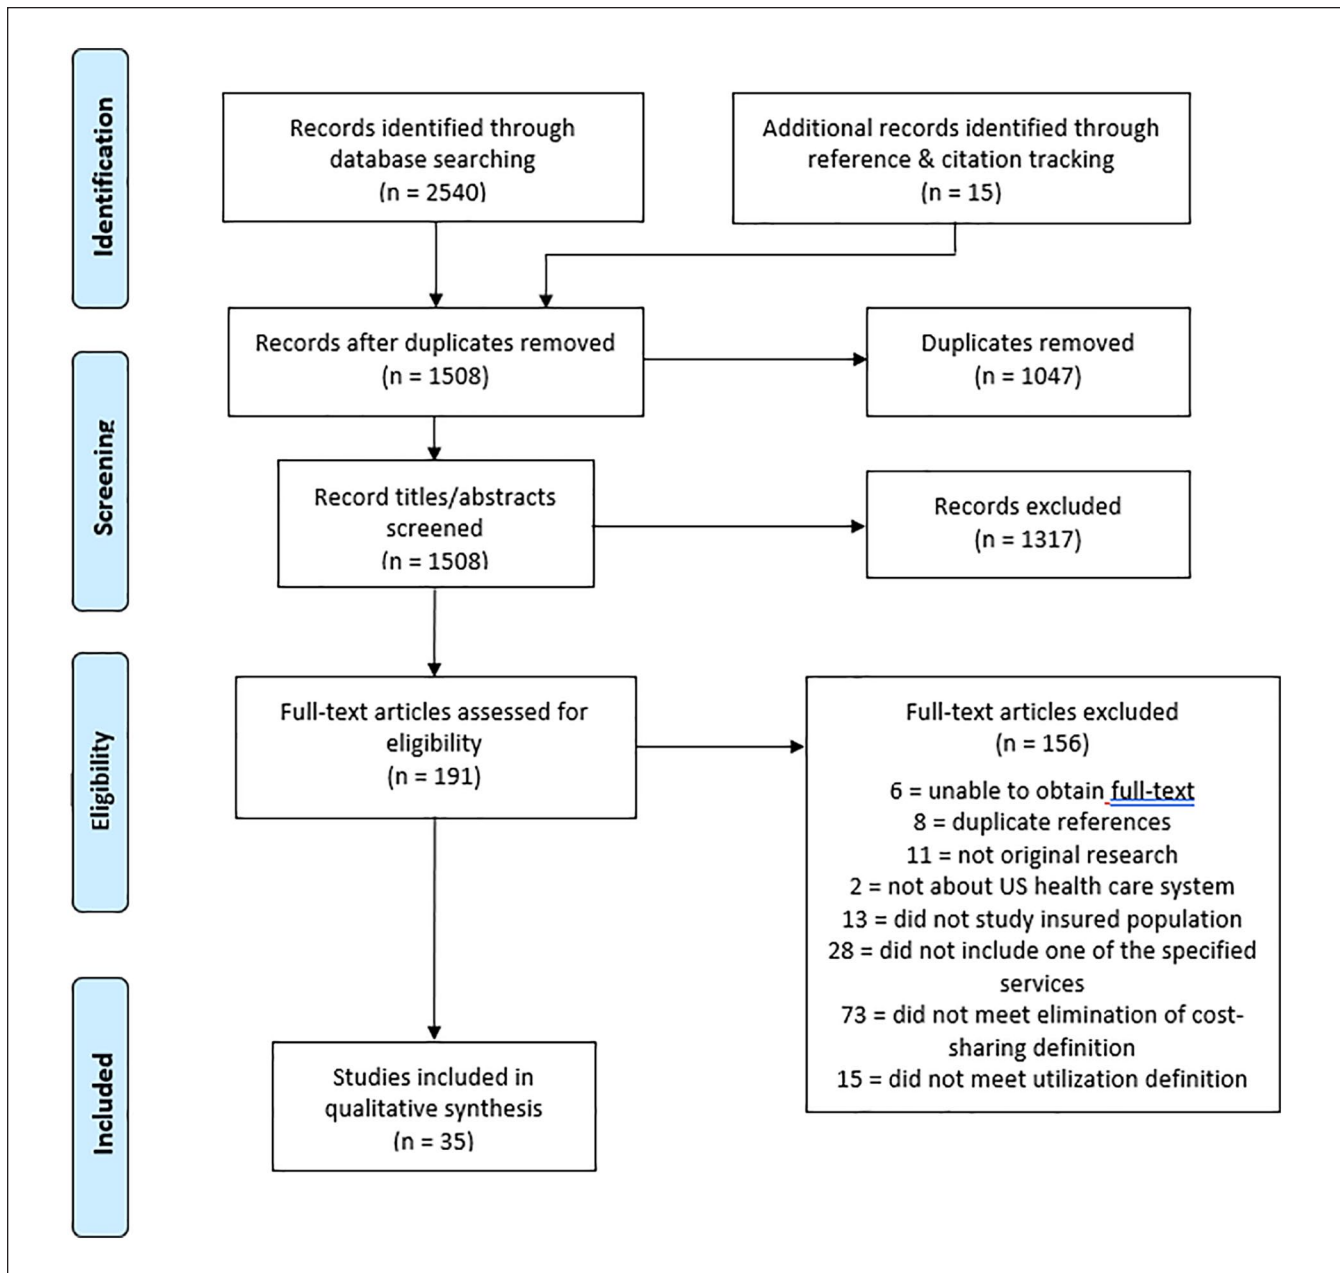 Identification
Records identified through
database searching
(n = 2540)
Additional records identified through
reference & citation tracking
(n = 15)
Records after duplicates removed
(n = 1508)
Duplicates removed
(n = 1047)
Screening
Record titles/abstracts
screened
(n = 1508)
Records excluded
(n = 1317)
Eligibility
Full-text articles assessed for
eligibility
(n = 191)
Full-text articles excluded
(n = 156)
6 = unable to obtain full-text
8 = duplicate references
11 = not original research
2 = not about US health care system
13 = did not study insured population
28 = did not include one of the specified
services
73 = did not meet elimination of cost-
sharing definition
15 = did not meet utilization definition
Included
Studies included in
qualitative synthesis
(n = 35)